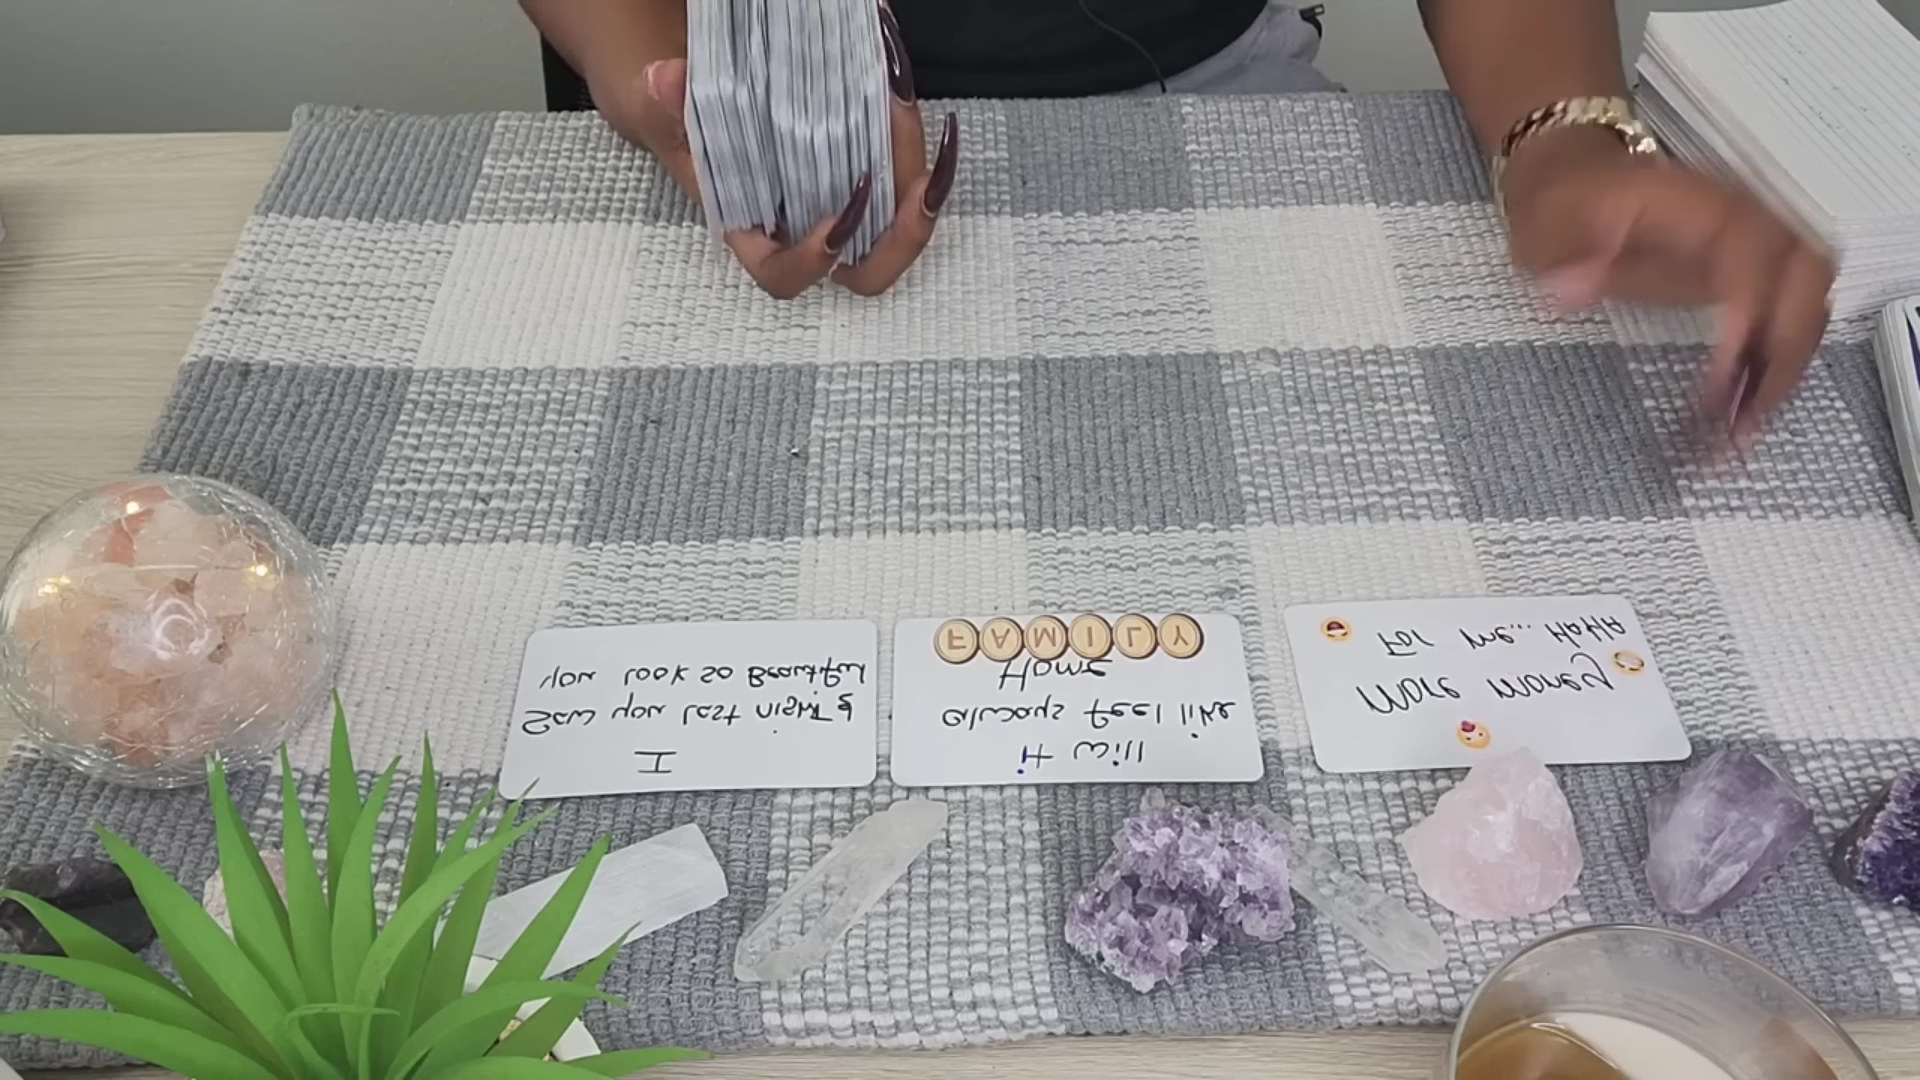 I
Saw you last night &
You look so Beautiful
it will
Always feel like
Home
FAMILY
More money
For me... HaHA